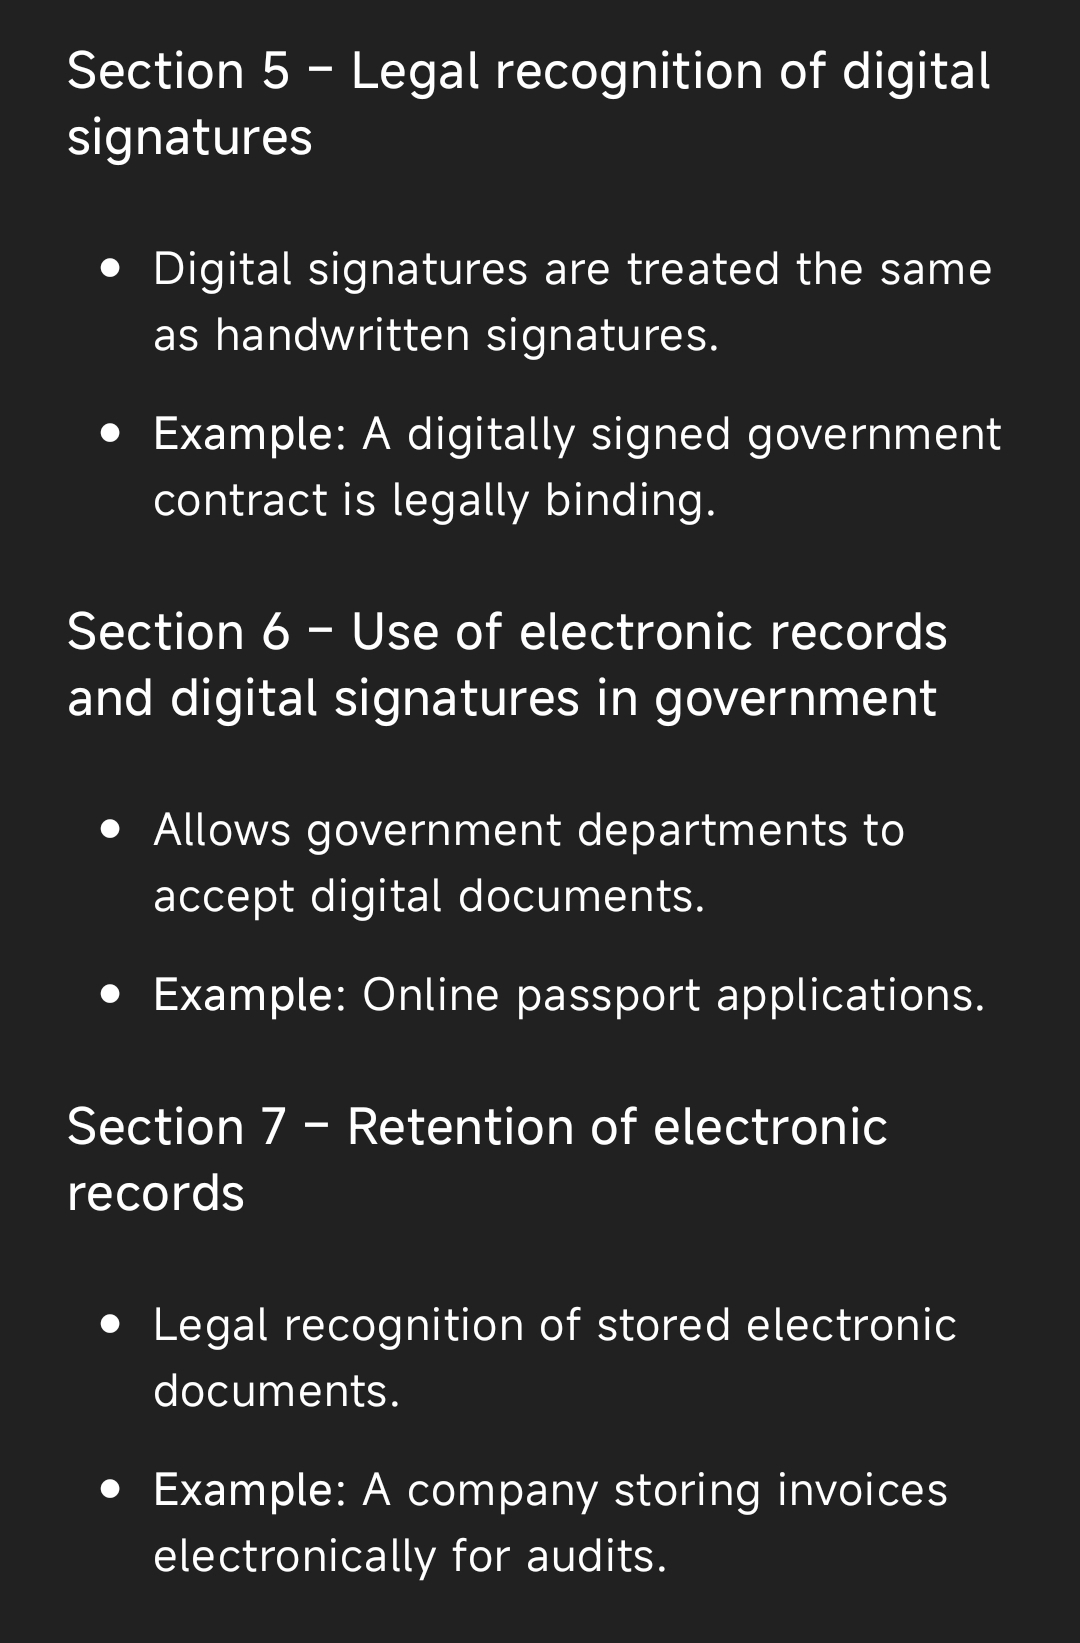 Section 5 – Legal recognition of digital
signatures
• Digital signatures are treated the same
as handwritten signatures.
• Example: A digitally signed government
contract is legally binding.
Section 6 – Use of electronic records
and digital signatures in government
• Allows government departments to
accept digital documents.
• Example: Online passport applications.
Section 7 – Retention of electronic
records
• Legal recognition of stored electronic
documents.
• Example: A company storing invoices
electronically for audits.